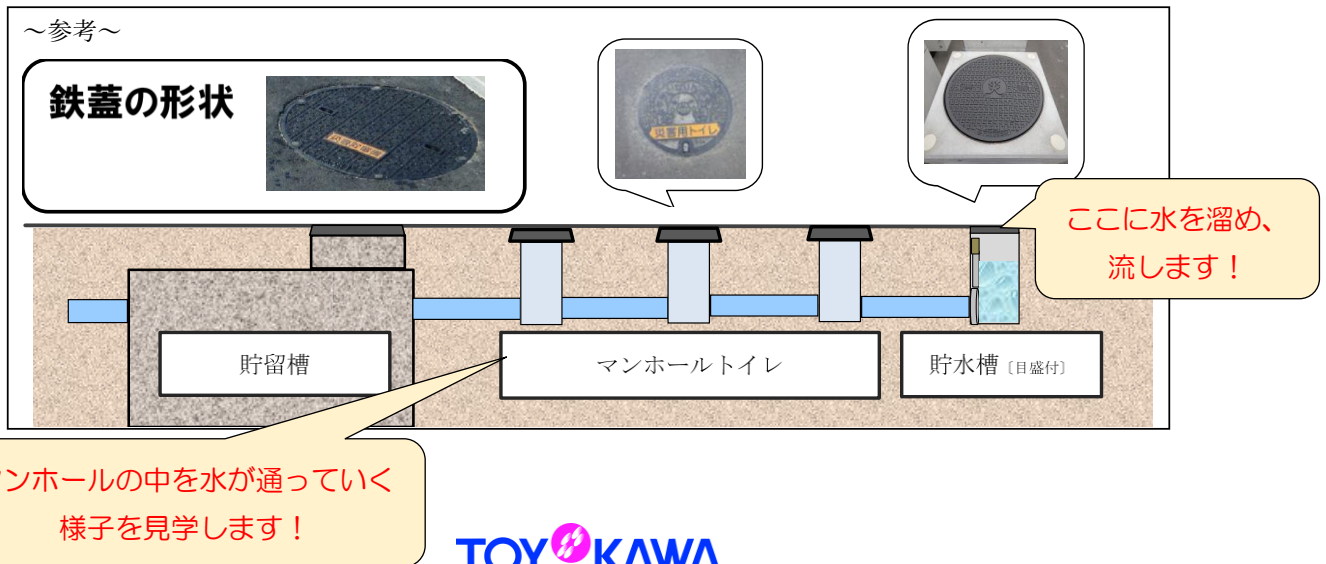 ～参考～
鉄蓋の形状
災害用トイレ
ここに水を溜め、
流します！
貯留槽
マンホールトイレ
貯水槽〔目盛付〕
ンホールの中を水が通っていく
様子を見学します！
TOYOKAWA